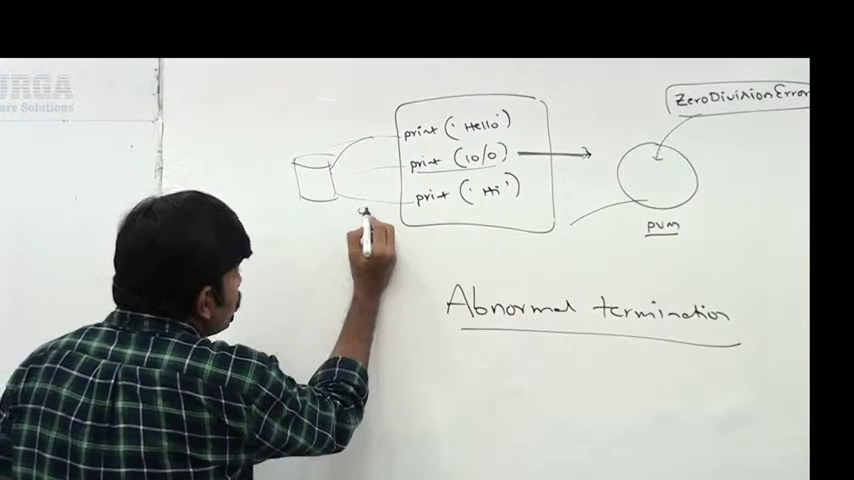 URGA
are Solutions
print ('Hello')
print (10/0)
print ('Hi')
ZeroDivisionError
PVM
Abnormal termination